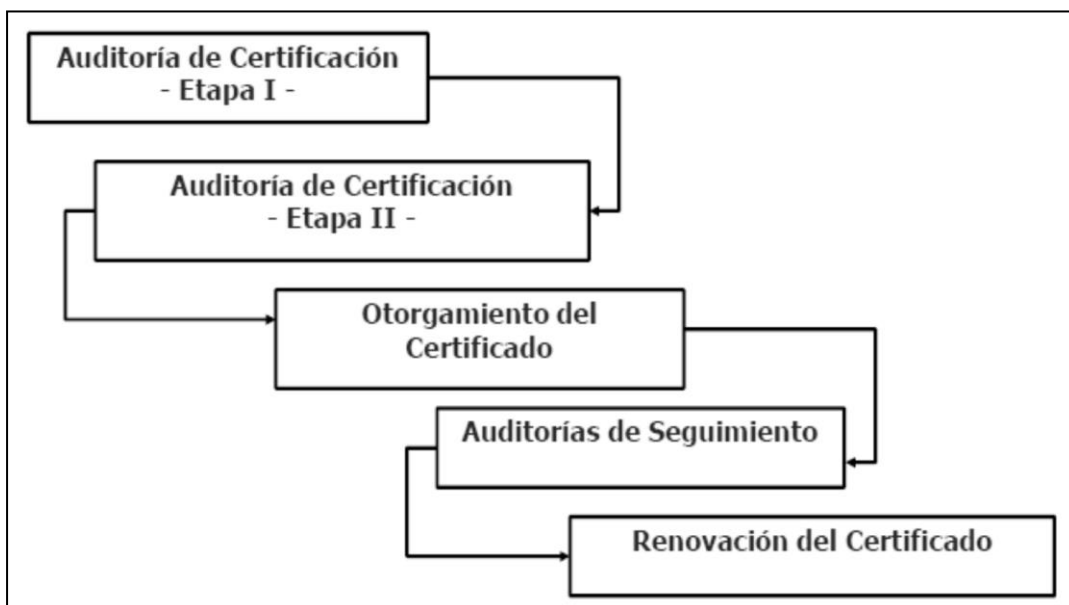 Auditoría de Certificación
- Etapa I -
Auditoría de Certificación
- Etapa II -
Otorgamiento del
Certificado
Auditorías de Seguimiento
Renovación del Certificado